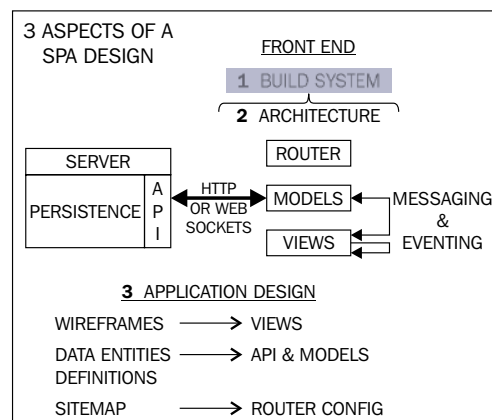 3 ASPECTS OF A
SPA DESIGN
FRONT END
1 BUILD SYSTEM
2 ARCHITECTURE
ROUTER
SERVER
PERSISTENCE
API
HTTP
OR WEB
SOCKETS
MODELS
VIEWS
MESSAGING
&
EVENTING
3 APPLICATION DESIGN
WIREFRAMES
VIEWS
DATA ENTITIES
DEFINITIONS
API & MODELS
SITEMAP
ROUTER CONFIG